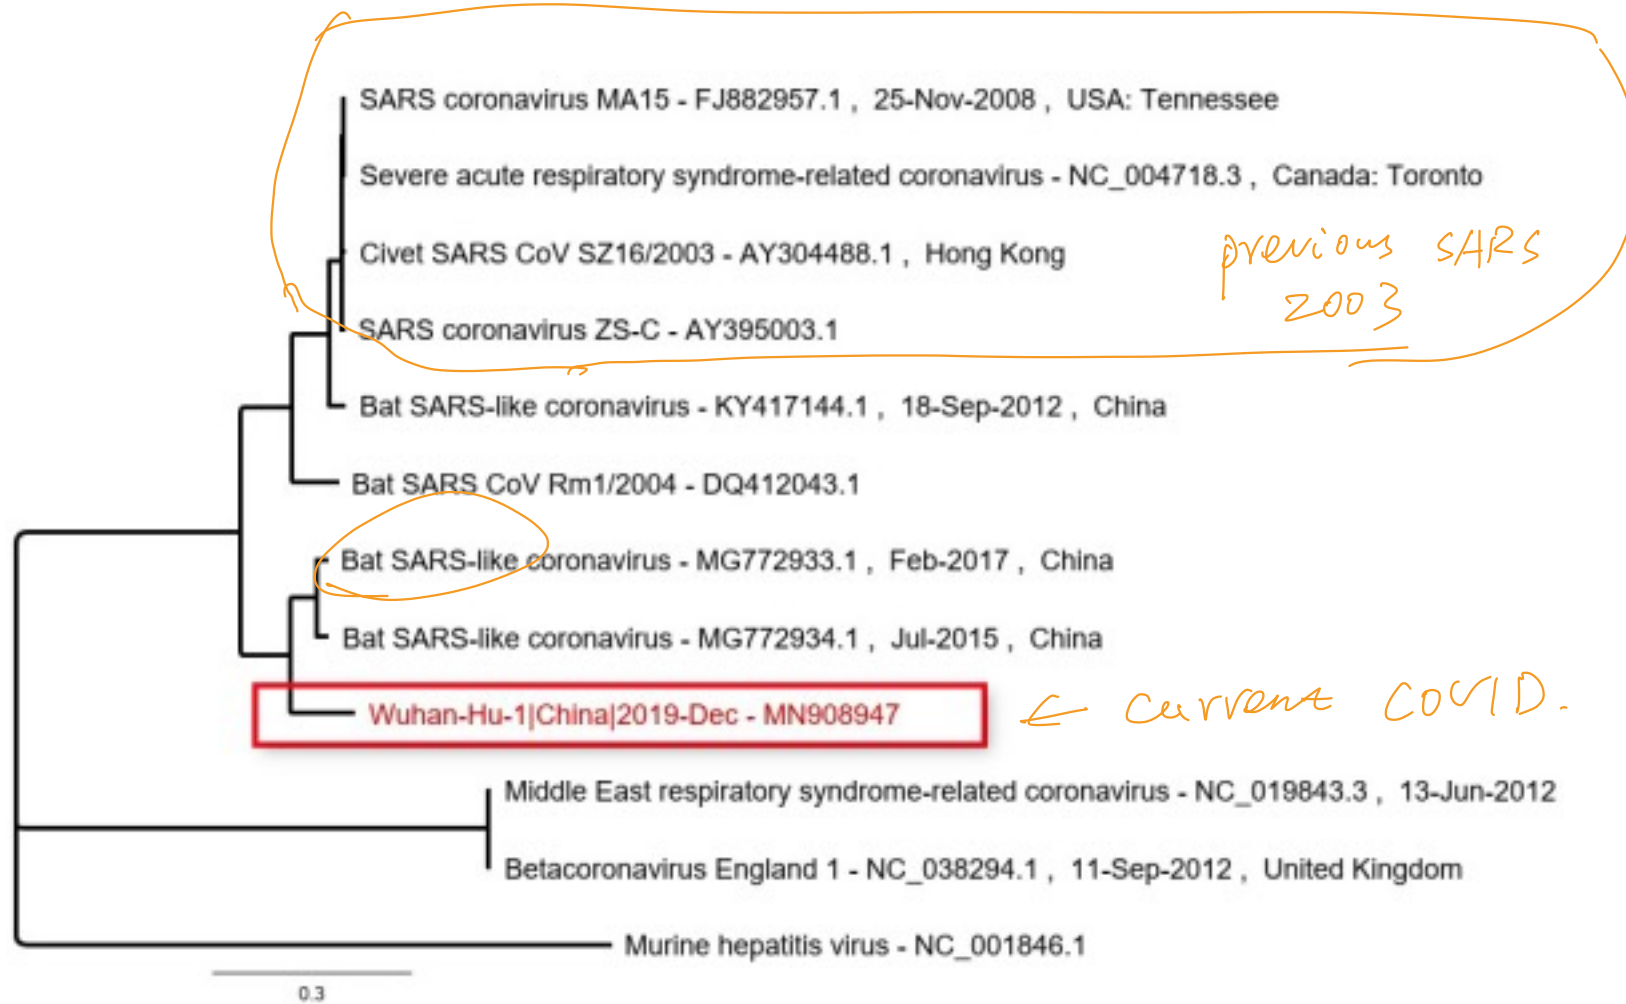 SARS coronavirus MA15 - FJ882957.1 , 25-Nov-2008 , USA: Tennessee
Severe acute respiratory syndrome-related coronavirus - NC_004718.3 , Canada: Toronto
Civet SARS CoV SZ16/2003 - AY304488.1 , Hong Kong
previous SARS
2003
SARS coronavirus ZS-C - AY395003.1
Bat SARS-like coronavirus - KY417144.1 , 18-Sep-2012 , China
Bat SARS CoV Rm1/2004 - DQ412043.1
Bat SARS-like coronavirus - MG772933.1 , Feb-2017 , China
Bat SARS-like coronavirus - MG772934.1 , Jul-2015 , China
Wuhan-Hu-1|China|2019-Dec - MN908947
← current COVID.
Middle East respiratory syndrome-related coronavirus - NC_019843.3 , 13-Jun-2012
Betacoronavirus England 1 - NC_038294.1 , 11-Sep-2012 , United Kingdom
Murine hepatitis virus - NC_001846.1
0.3